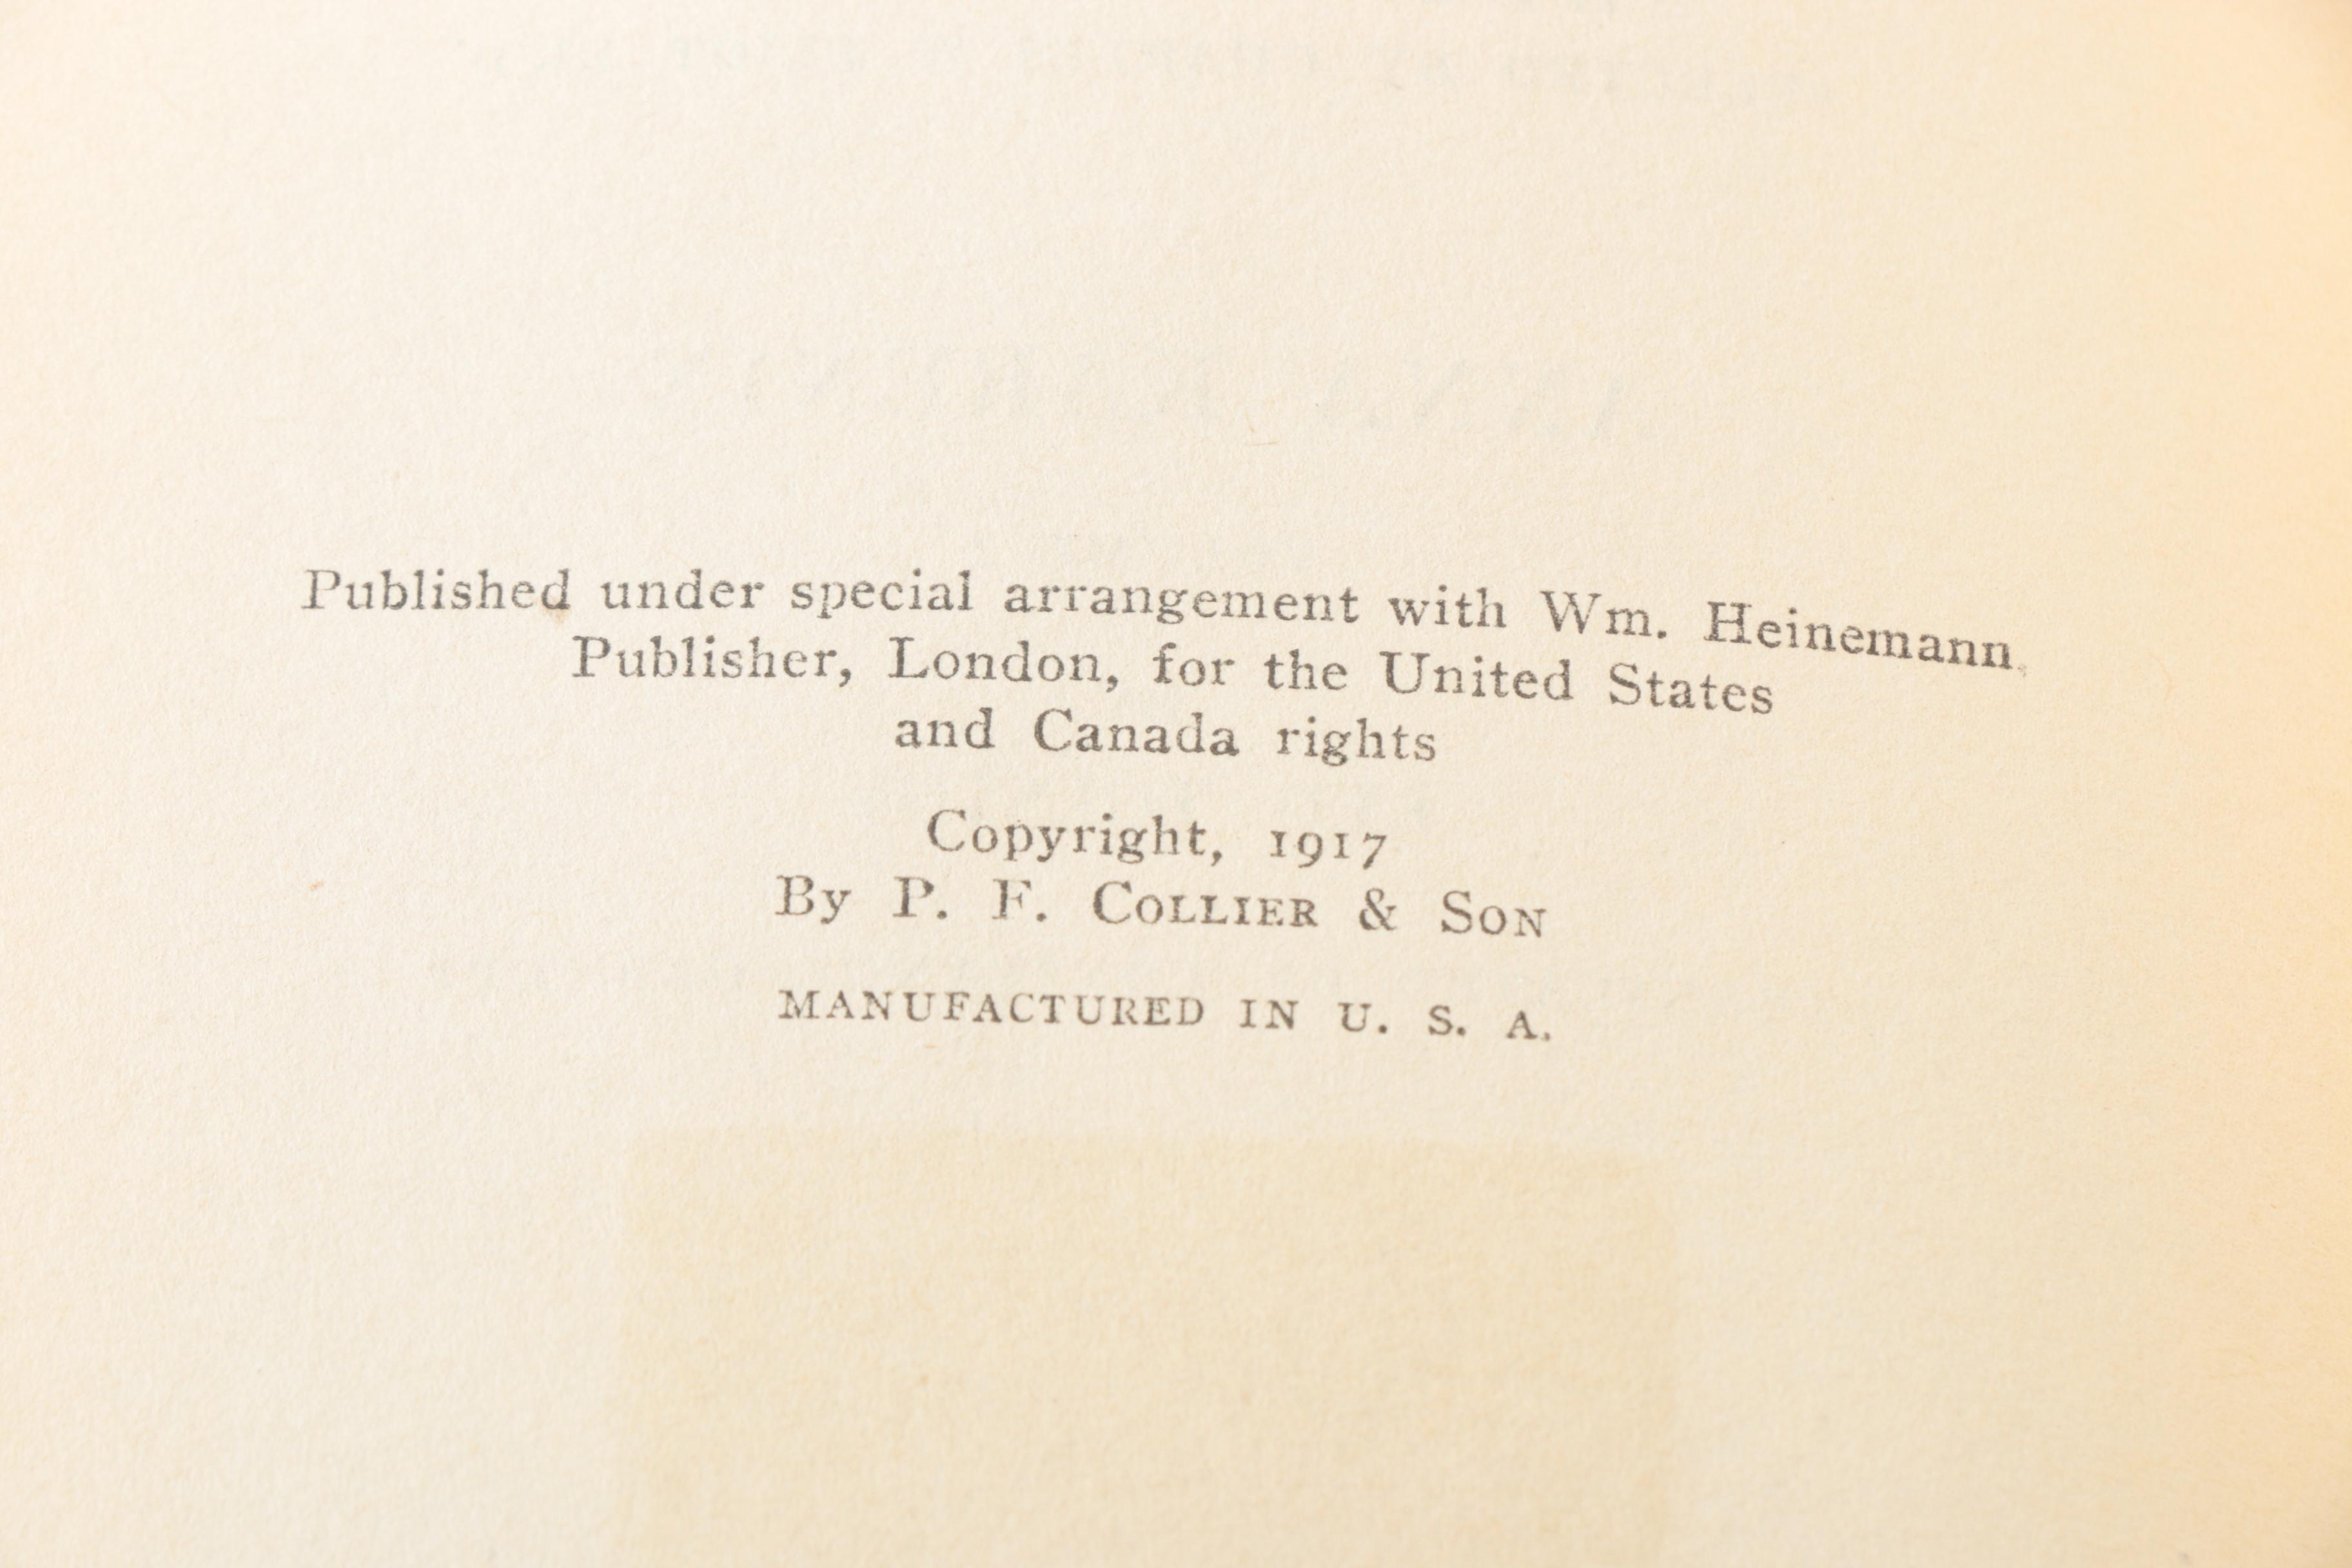 Published under special arrangement with Wm. Heinemann,
Publisher, London, for the United States
and Canada rights
Copyright, 1917
By P. F. Collier & Son
MANUFACTURED IN U. S. A.